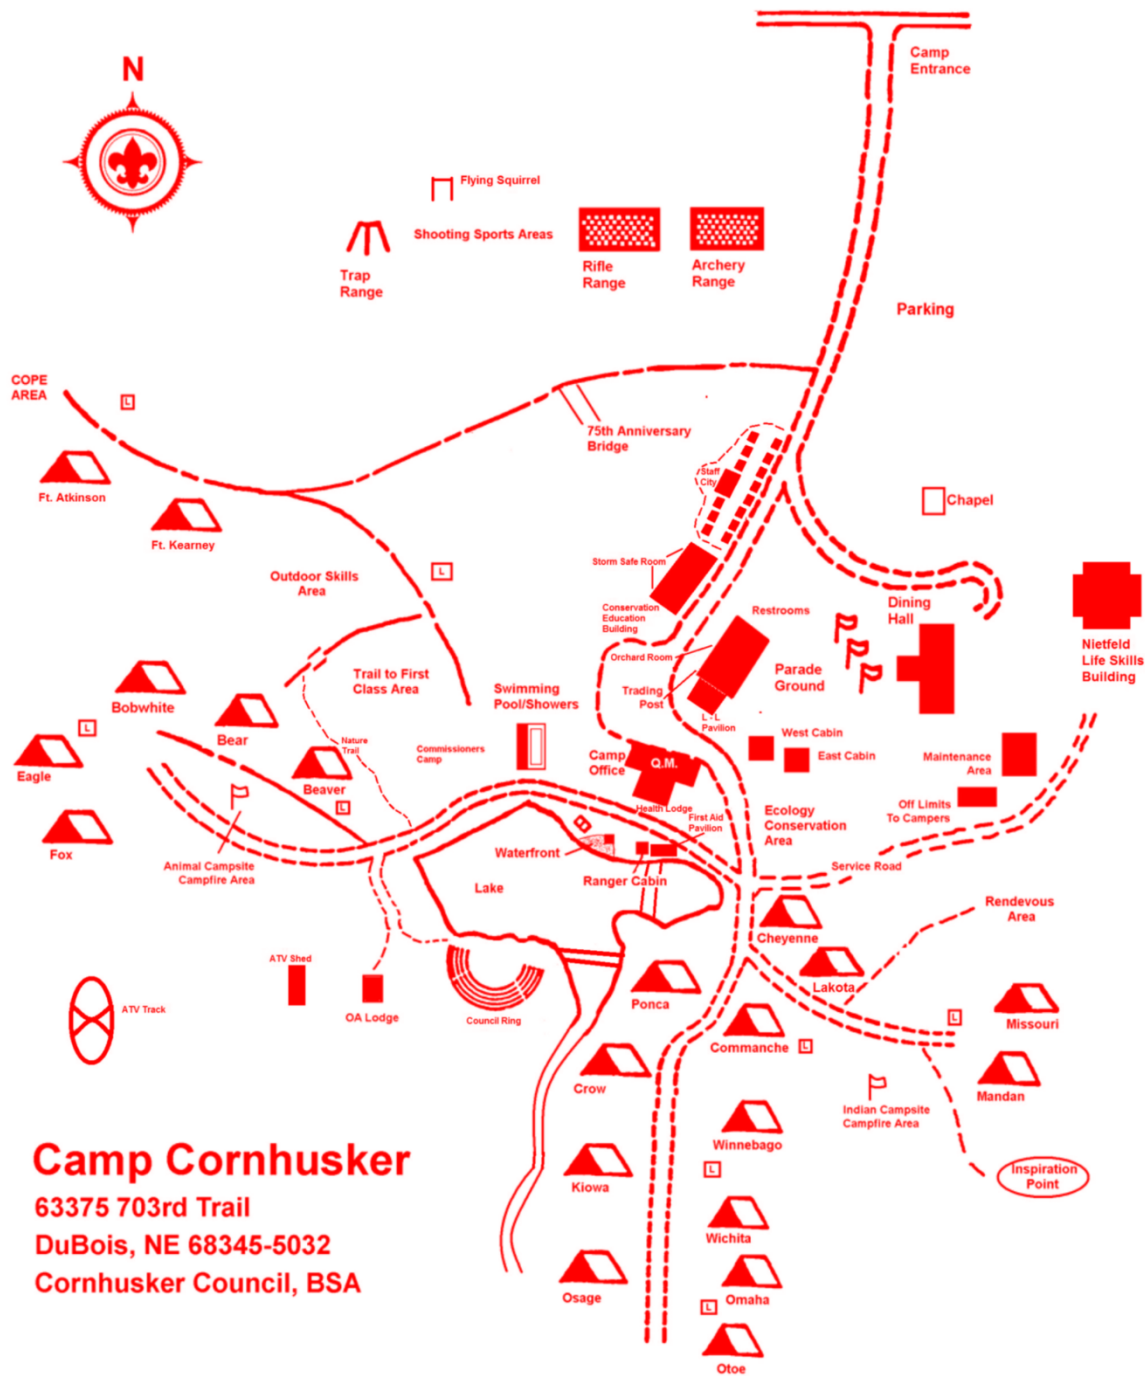 N
Camp
Entrance
Flying Squirrel
Shooting Sports Areas
Trap
Range
Rifle
Range
Archery
Range
Parking
COPE
AREA
L
75th Anniversary
Bridge
Staff
City
Chapel
Ft. Atkinson
Ft. Kearney
Outdoor Skills
Area
L
Storm Safe Room
Conservation
Education
Building
Restrooms
Dining
Hall
Nietfeld
Life Skills
Building
Orchard Room
Parade
Ground
Trading
Post
L - L
Pavilion
Trail to First
Class Area
Swimming
Pool/Showers
Bobwhite
Bear
Nature
Trail
Commissioners
Camp
Camp
Office
Q.M.
West Cabin
East Cabin
Maintenance
Area
L
Eagle
Beaver
L
Health Lodge
First Aid
Pavilion
Ecology
Conservation
Area
Off Limits
To Campers
Fox
Animal Campsite
Campfire Area
Waterfront
Ranger Cabin
Service Road
Lake
Cheyenne
Rendevous
Area
ATV Shed
OA Lodge
Council Ring
ATV Track
Ponca
Lakota
L
Missouri
Commanche
L
Crow
Mandan
Indian Campsite
Campfire Area
Winnebago
L
Inspiration
Point
Kiowa
Wichita
Osage
Omaha
L
Otoe
Camp Cornhusker
63375 703rd Trail
DuBois, NE 68345-5032
Cornhusker Council, BSA